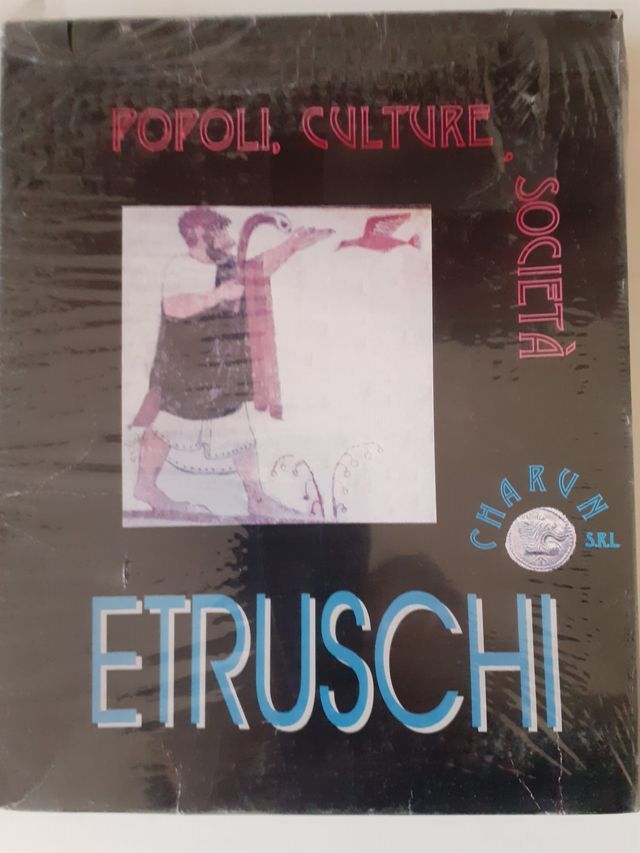 POPOLI, CULTURE, SOCIETÀ
CHARUN
S.R.L
ETRUSCHI